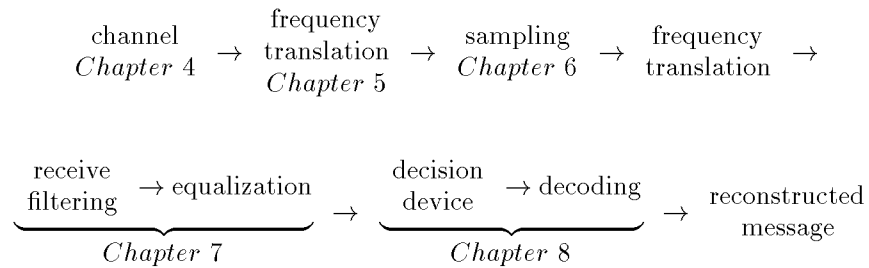 channel → frequency translation → sampling → frequency translation →
Chapter 4 Chapter 5 Chapter 6
receive filtering → equalization → decision device → decoding → reconstructed message
Chapter 7 Chapter 8